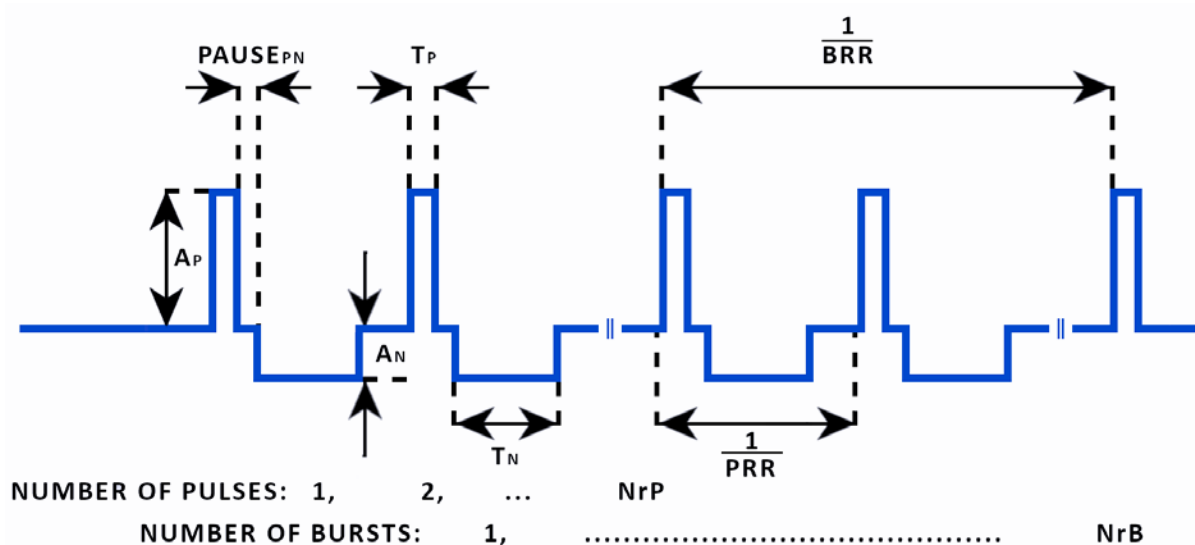 PAUSEPN
TP
1
BRR
AP
AN
TN
1
PRR
NUMBER OF PULSES: 1, 2, ... NrP
NUMBER OF BURSTS: 1, ......................................... NrB